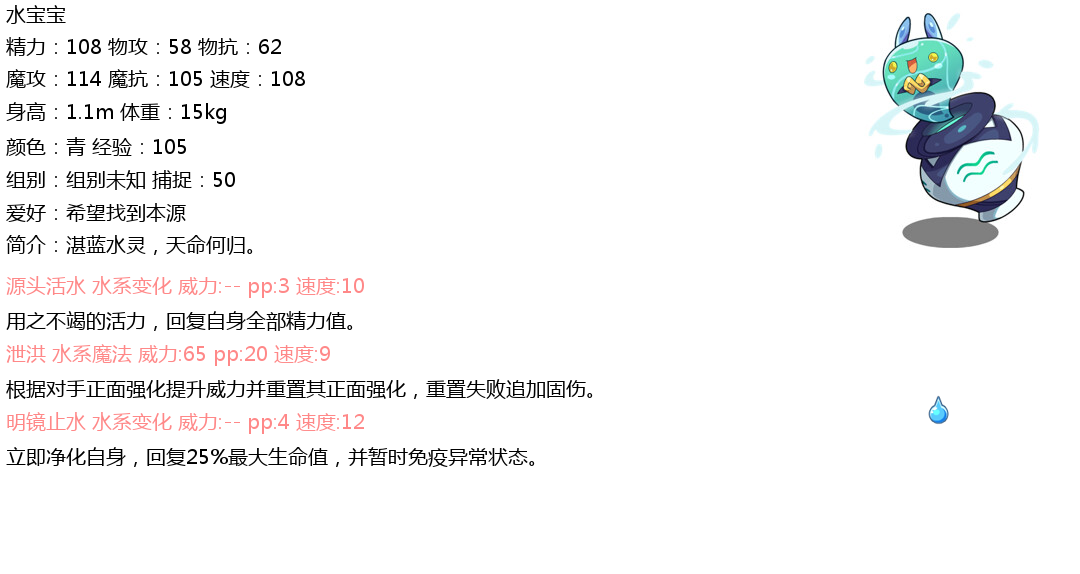 水宝宝
精力：108 物攻：58 物抗：62
魔攻：114 魔抗：105 速度：108
身高：1.1m 体重：15kg
颜色：青 经验：105
组别：组别未知 捕捉：50
爱好：希望找到本源
简介：湛蓝水灵，天命何归。
源头活水 水系变化 威力:-- pp:3 速度:10
用之不竭的活力，回复自身全部精力值。
泄洪 水系魔法 威力:65 pp:20 速度:9
根据对手正面强化提升威力并重置其正面强化，重置失败追加固伤。
明镜止水 水系变化 威力:-- pp:4 速度:12
立即净化自身，回复25%最大生命值，并暂时免疫异常状态。